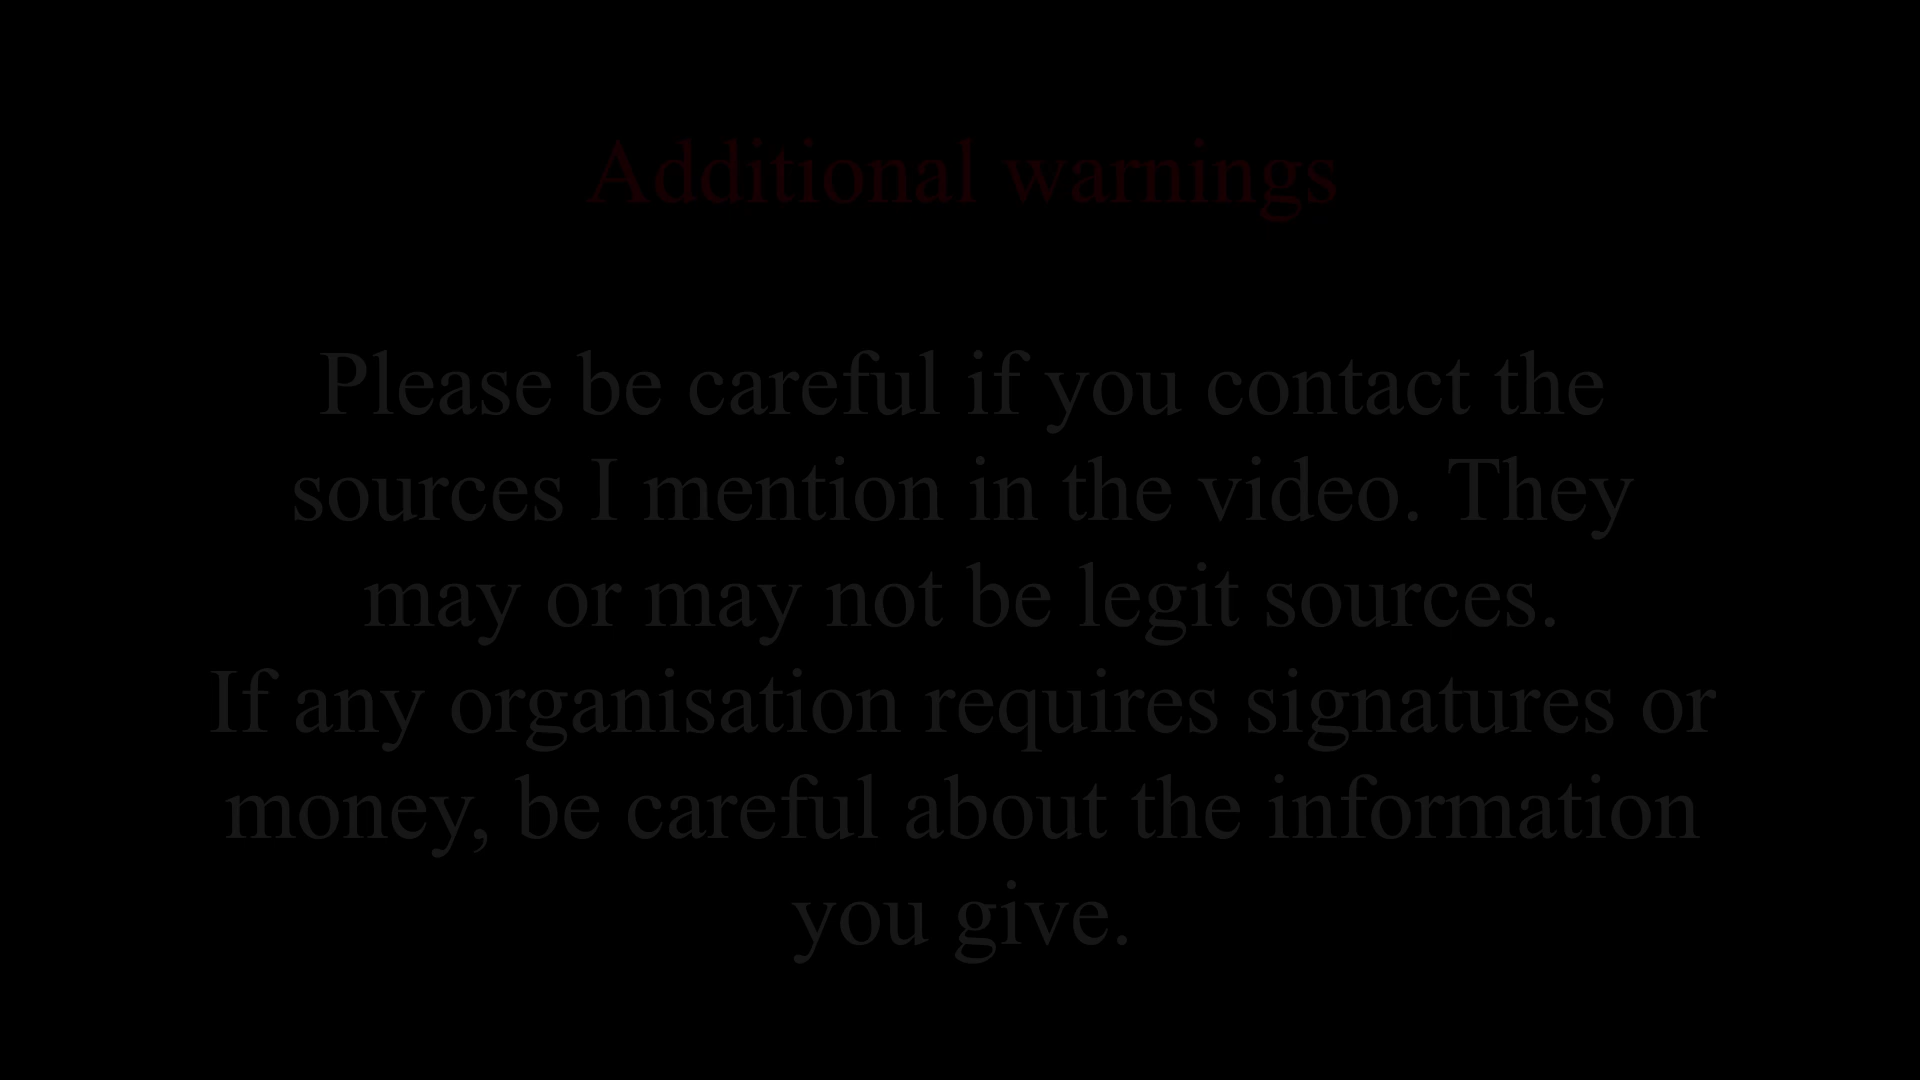 Additional warnings
Please be careful if you contact the
sources I mention in the video. They
may or may not be legit sources.
If any organisation requires signatures or
money, be careful about the information
you give.